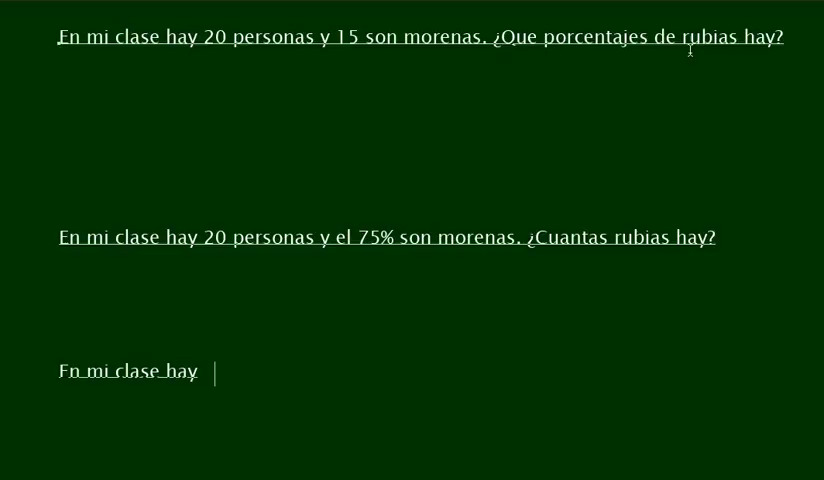 En mi clase hay 20 personas y 15 son morenas. ¿Que porcentajes de rubias hay?
En mi clase hay 20 personas y el 75% son morenas. ¿Cuantas rubias hay?
En mi clase hay